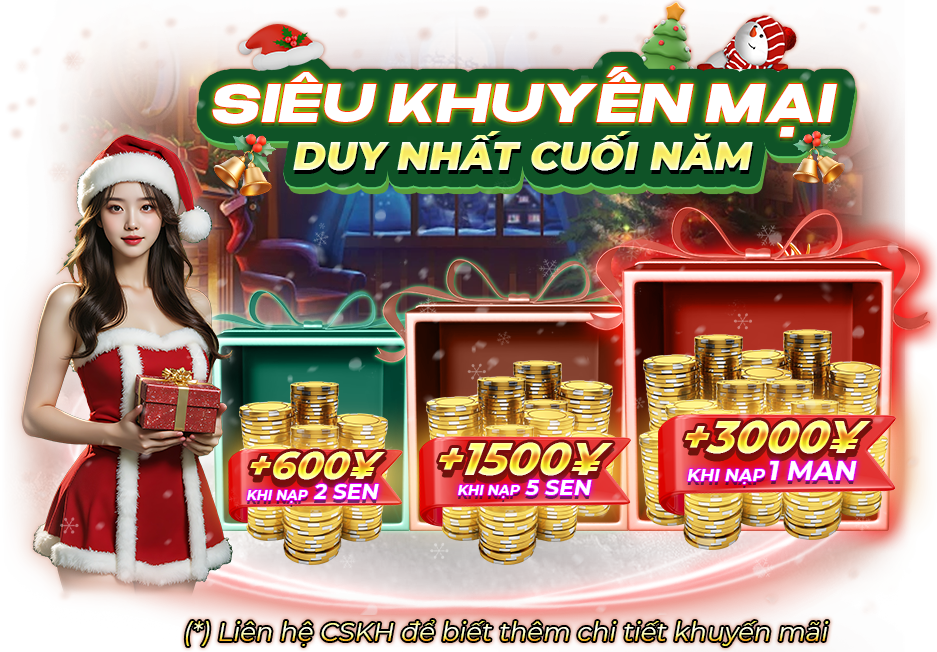 SIÊU KHUYẾN MẠI
DUY NHẤT CUỐI NĂM
+600¥
KHI NẠP 2 SEN
+1500¥
KHI NẠP 5 SEN
+3000¥
KHI NẠP 1 MAN
(*) Liên hệ CSKH để biết thêm chi tiết khuyến mãi